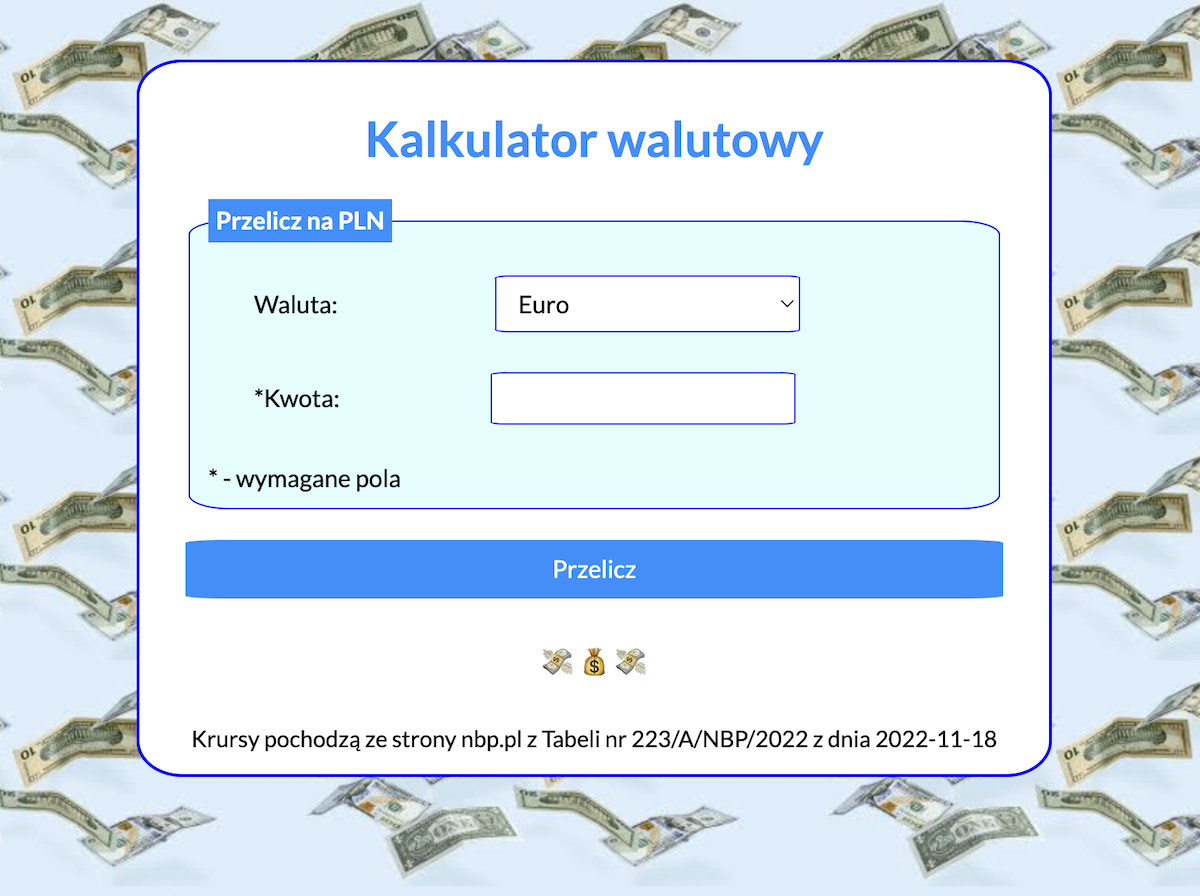 Kalkulator walutowy
Przelicz na PLN
Waluta:
Euro
*Kwota:
* - wymagane pola
Przelicz
Krursy pochodzą ze strony nbp.pl z Tabeli nr 223/A/NBP/2022 z dnia 2022-11-18